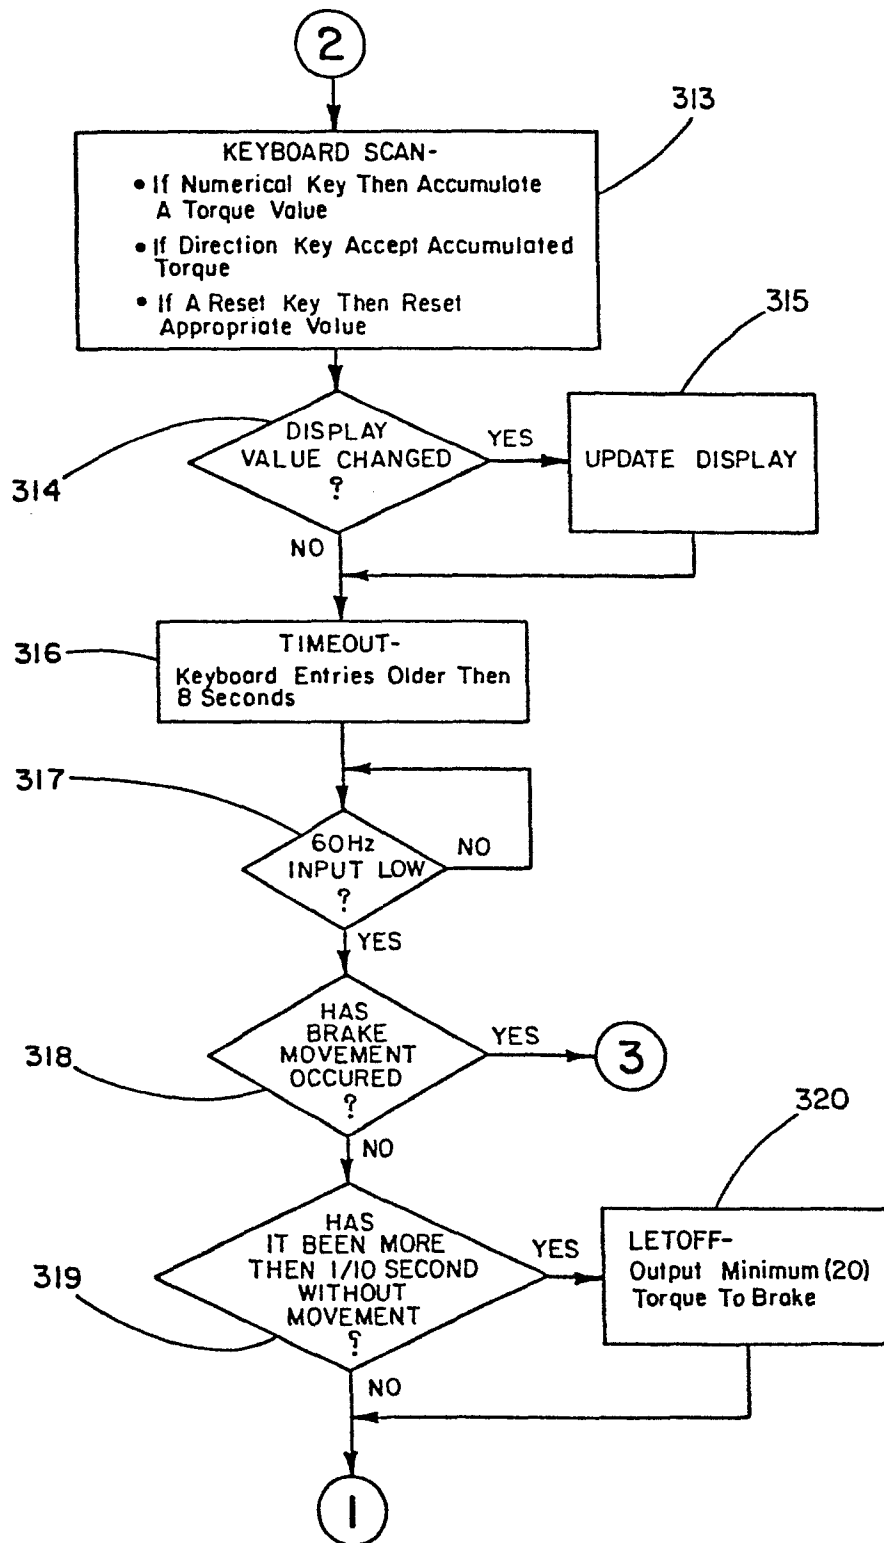 2
313
KEYBOARD SCAN-
• If Numerical Key Then Accumulote
A Torque Value
• If Direction Key Accept Accumulated
Torque
• If A Reset Key Then Reset
Appropriate Value
315
DISPLAY
VALUE CHANGED
?
YES
UPDATE DISPLAY
314
NO
316
TIMEOUT-
Keyboard Entries Older Then
8 Seconds
317
60Hz
INPUT LOW
?
NO
YES
HAS
BRAKE
MOVEMENT
OCCURED
?
YES
3
318
NO
320
HAS
IT BEEN MORE
THEN 1/10 SECOND
WITHOUT
MOVEMENT
?
YES
LETOFF-
Output Minimum (20)
Torque To Brake
319
NO
1